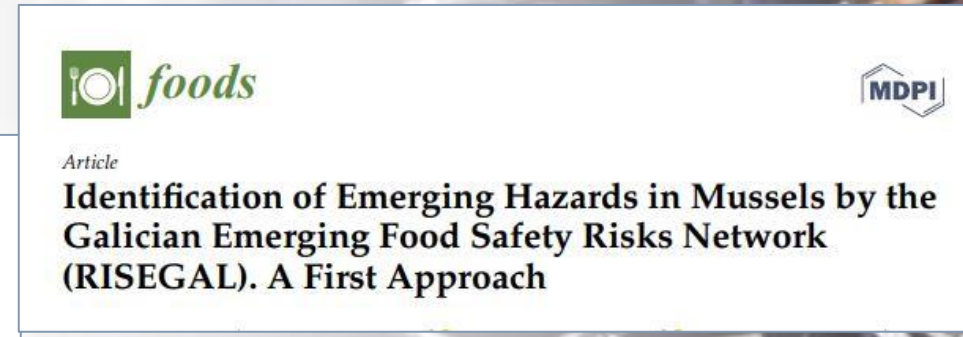 foods
MDPI
Article
Identification of Emerging Hazards in Mussels by the
Galician Emerging Food Safety Risks Network
(RISEGAL). A First Approach